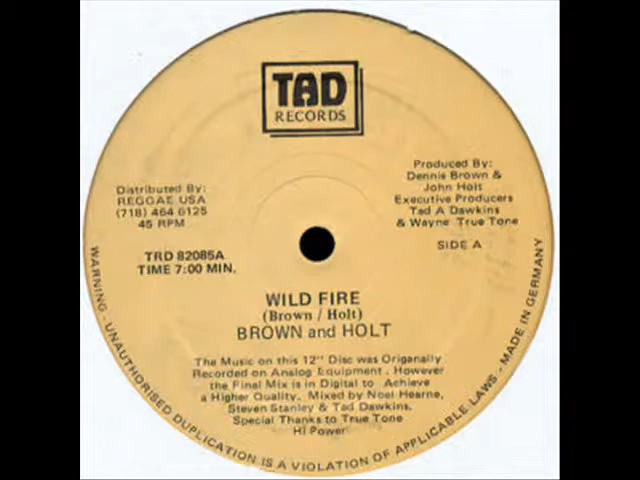 TAD
RECORDS
Distributed By:
REGGAE USA
(718) 464 6125
45 RPM
TRD 82085A
TIME 7:00 MIN.
Produced By:
Dennis Brown &
John Holt
Executive Producers
Tad A Dawkins
& Wayne True Tone
SIDE A
WILD FIRE
(Brown / Holt)
BROWN and HOLT
The Music on this 12" Disc was Origanally
Recorded on Analog Equipment . However
the Final Mix is in Digital to Achieve
a Higher Quality. Mixed by Noel Hearne,
Steven Stanley & Tad Dawkins.
Special Thanks to True Tone
Hi Power
WARNING - UNAUTHORISED DUPLICATION IS A VIOLATION OF APPLICABLE LAWS - MADE IN GERMANY